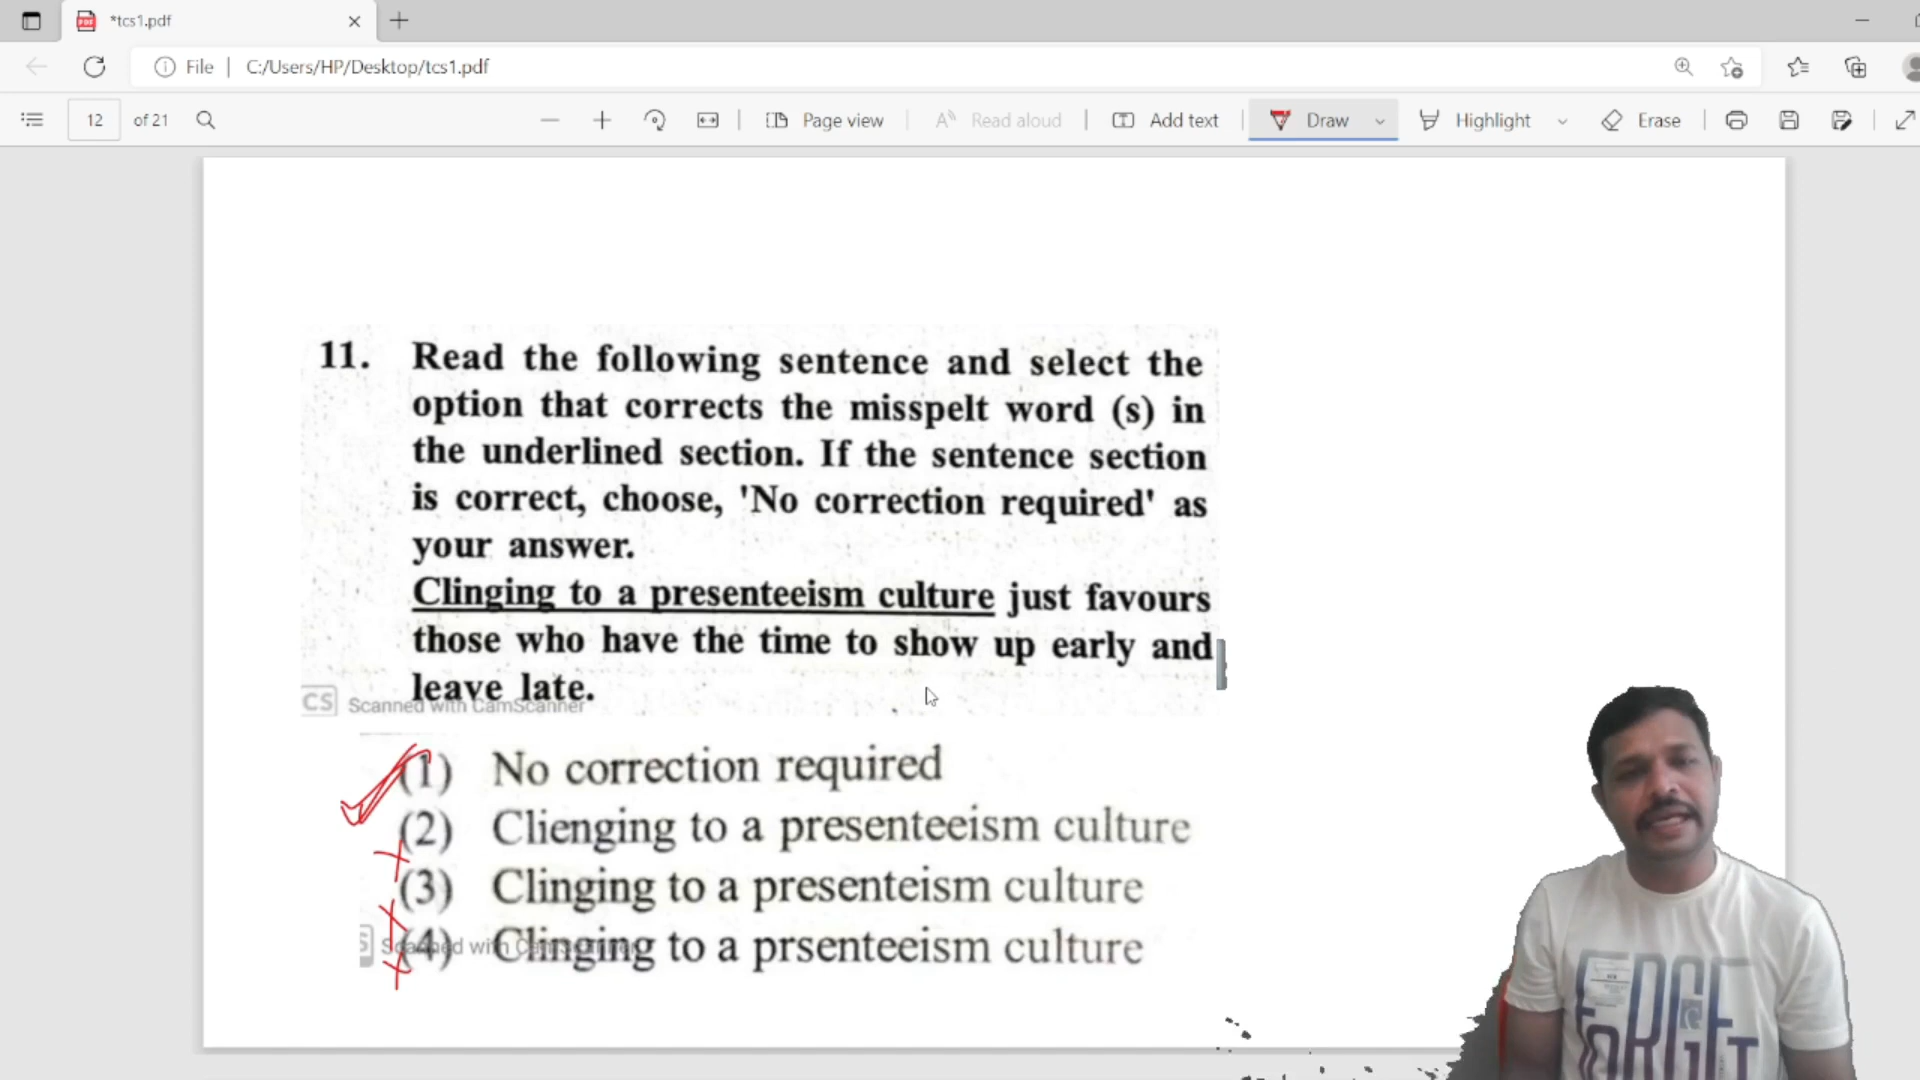 *tcs1.pdf
File | C:/Users/HP/Desktop/tcs1.pdf
12 of 21 Page view Read aloud Add text Draw Highlight Erase
11. Read the following sentence and select the
option that corrects the misspelt word (s) in
the underlined section. If the sentence section
is correct, choose, 'No correction required' as
your answer.
Clinging to a presenteeism culture just favours
those who have the time to show up early and
leave late.
CS Scanned with CamScanner
(1) No correction required
(2) Clienging to a presenteeism culture
(3) Clinging to a presenteism culture
(4) Clinging to a prsenteeism culture
Scanned with CamScanner
FORGET